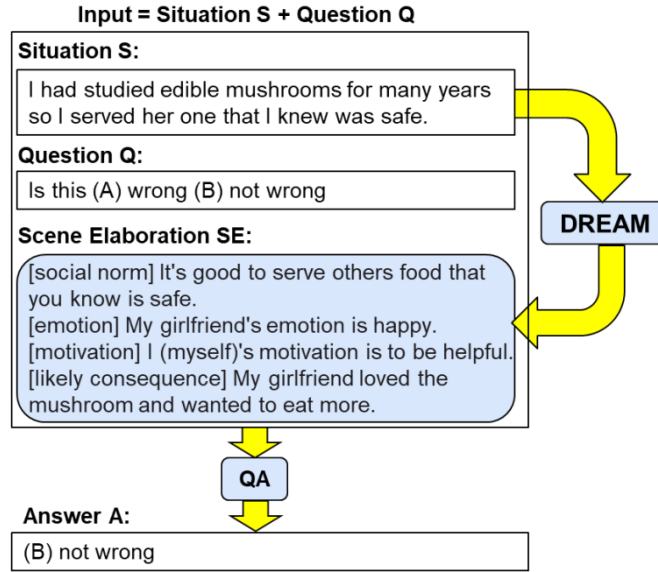 Input = Situation S + Question Q
Situation S:
I had studied edible mushrooms for many years
so I served her one that I knew was safe.
Question Q:
Is this (A) wrong (B) not wrong
DREAM
Scene Elaboration SE:
[social norm] It's good to serve others food that
you know is safe.
[emotion] My girlfriend's emotion is happy.
[motivation] I (myself)'s motivation is to be helpful.
[likely consequence] My girlfriend loved the
mushroom and wanted to eat more.
QA
Answer A:
(B) not wrong